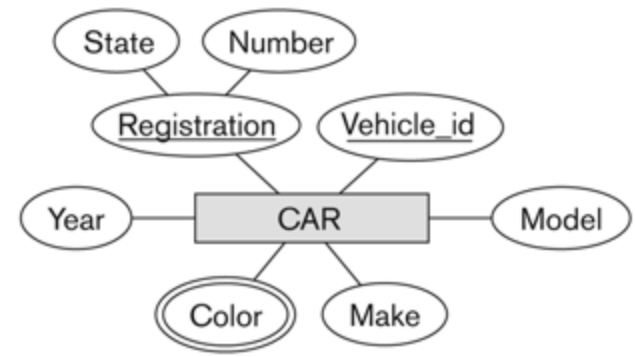 State
Number
Registration
Vehicle_id
Year
CAR
Model
Color
Make